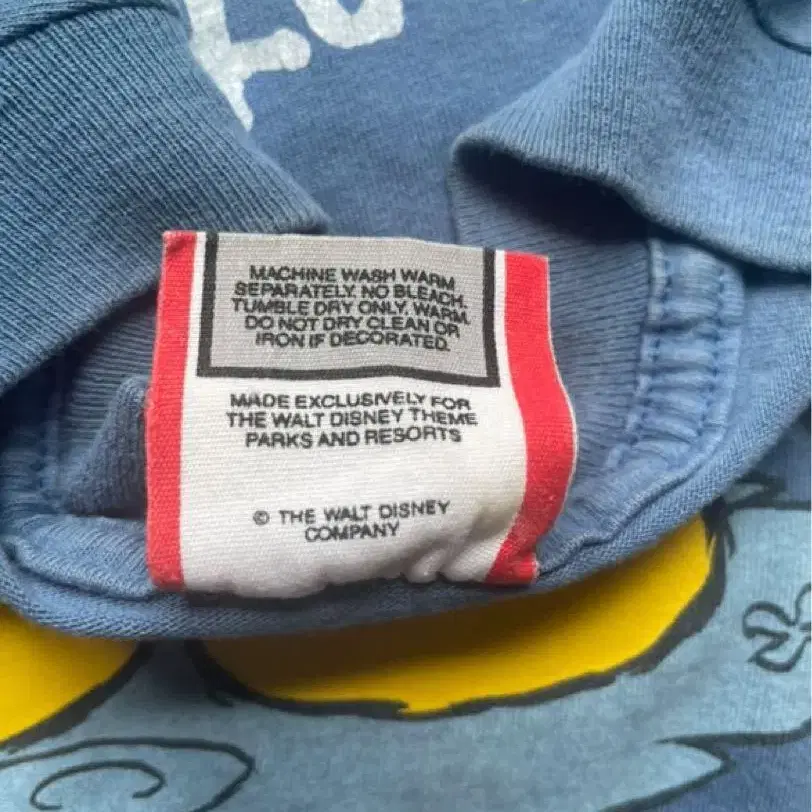 MACHINE WASH WARM
SEPARATELY. NO BLEACH.
TUMBLE DRY ONLY. WARM.
DO NOT DRY CLEAN OR
IRON IF DECORATED.
MADE EXCLUSIVELY FOR
THE WALT DISNEY THEME
PARKS AND RESORTS
© THE WALT DISNEY
COMPANY